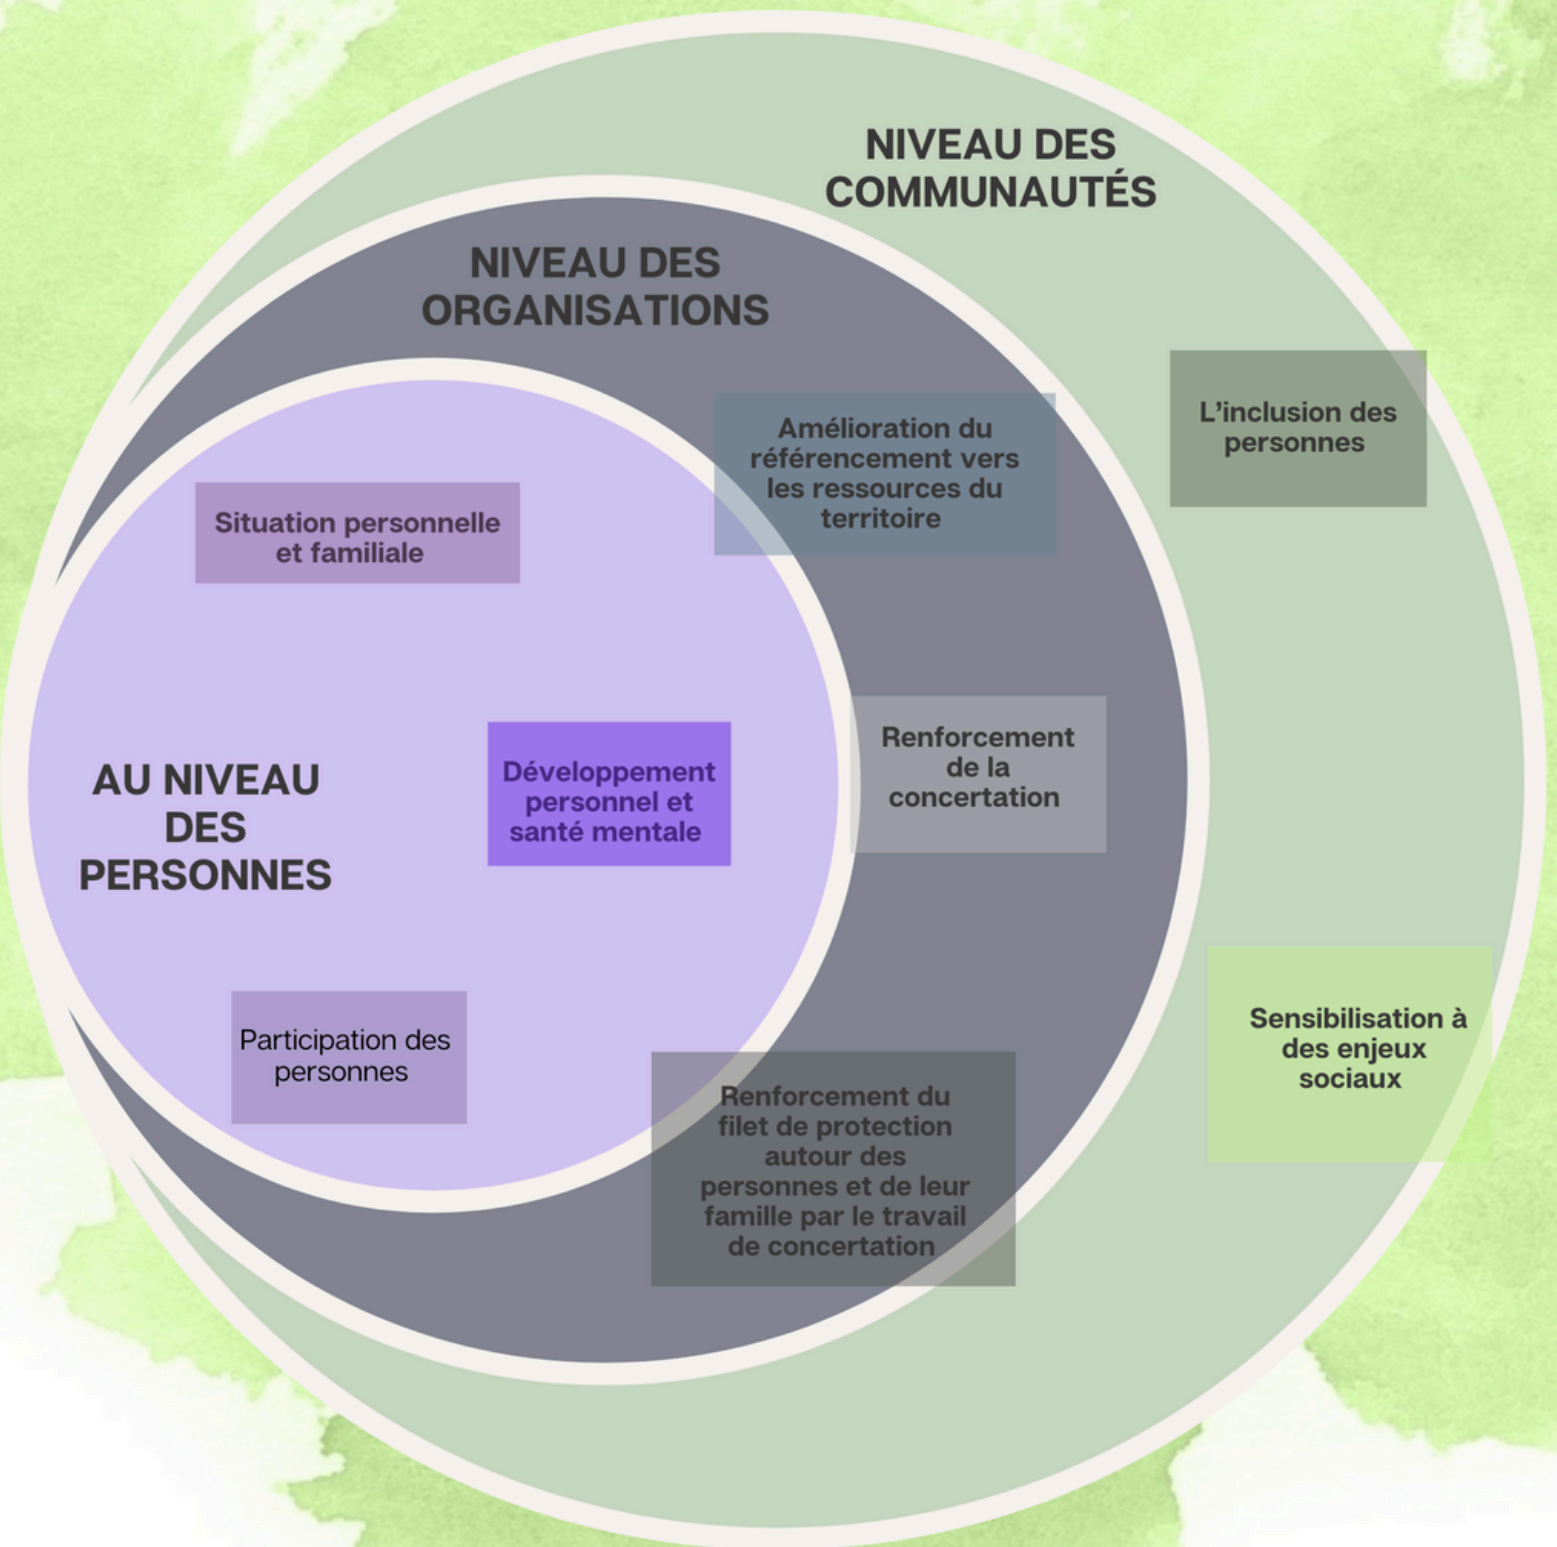 NIVEAU DES
COMMUNAUTÉS
NIVEAU DES
ORGANISATIONS
L’inclusion des
personnes
Amélioration du
référencement vers
les ressources du
territoire
Situation personnelle
et familiale
Renforcement
de la
concertation
AU NIVEAU
DES
PERSONNES
Développement
personnel et
santé mentale
Sensibilisation à
des enjeux
sociaux
Participation des
personnes
Renforcement du
filet de protection
autour des
personnes et de leur
famille par le travail
de concertation